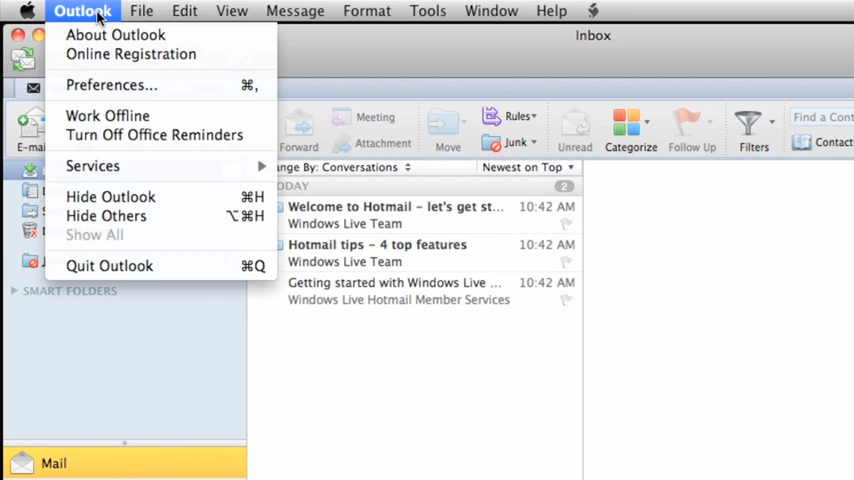 Outlook File Edit View Message Format Tools Window Help
Inbox
About Outlook
Online Registration
Preferences... ⌘,
Work Offline
Turn Off Office Reminders
Services
Hide Outlook ⌘H
Hide Others ⌥⌘H
Show All
Quit Outlook ⌘Q
E-ma
Forward
Meeting
Attachment
Move
Rules
Junk
Unread
Categorize
Follow Up
Filters
Find a Cont
Contacts
nge By: Conversations Newest on Top
ODAY 2
Welcome to Hotmail – let's get st... 10:42 AM
Windows Live Team
Hotmail tips – 4 top features 10:42 AM
Windows Live Team
Getting started with Windows Live ... 10:42 AM
Windows Live Hotmail Member Services
SMART FOLDERS
Mail